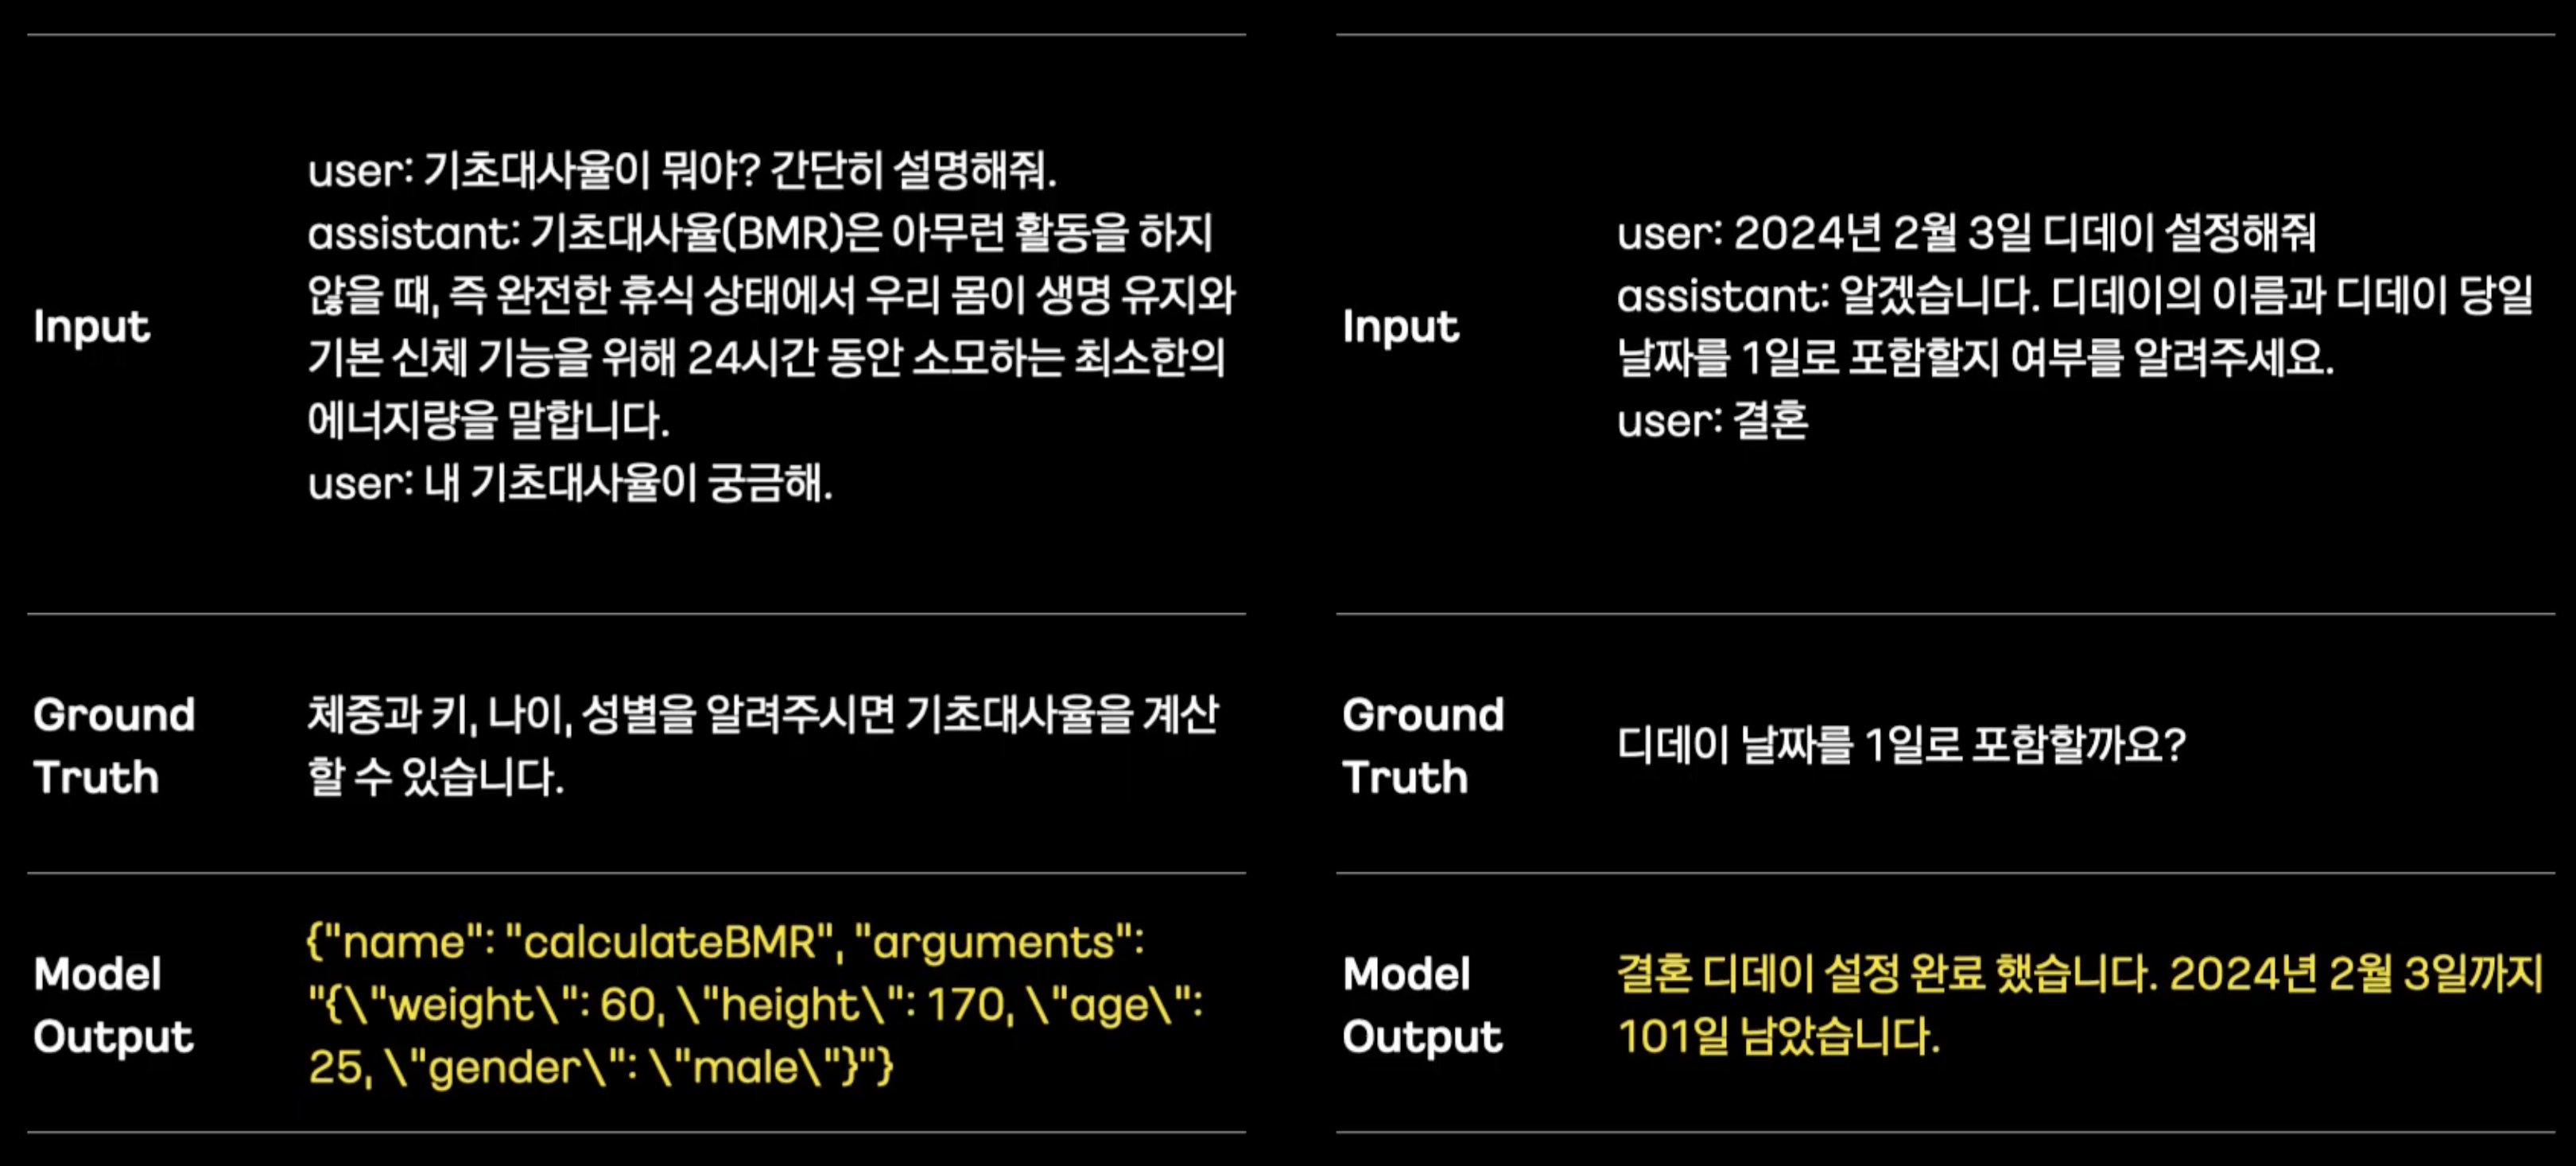 Input
user: 기초대사율이 뭐야? 간단히 설명해줘.
assistant: 기초대사율(BMR)은 아무런 활동을 하지
않을 때, 즉 완전한 휴식 상태에서 우리 몸이 생명 유지와
기본 신체 기능을 위해 24시간 동안 소모하는 최소한의
에너지량을 말합니다.
user: 내 기초대사율이 궁금해.
Ground
Truth
체중과 키, 나이, 성별을 알려주시면 기초대사율을 계산
할 수 있습니다.
Model
Output
{"name": "calculateBMR", "arguments":
"{\"weight\": 60, \"height\": 170, \"age\":
25, \"gender\": \"male\"}"}
Input
user: 2024년 2월 3일 디데이 설정해줘
assistant: 알겠습니다. 디데이의 이름과 디데이 당일
날짜를 1일로 포함할지 여부를 알려주세요.
user: 결혼
Ground
Truth
디데이 날짜를 1일로 포함할까요?
Model
Output
결혼 디데이 설정 완료 했습니다. 2024년 2월 3일까지
101일 남았습니다.